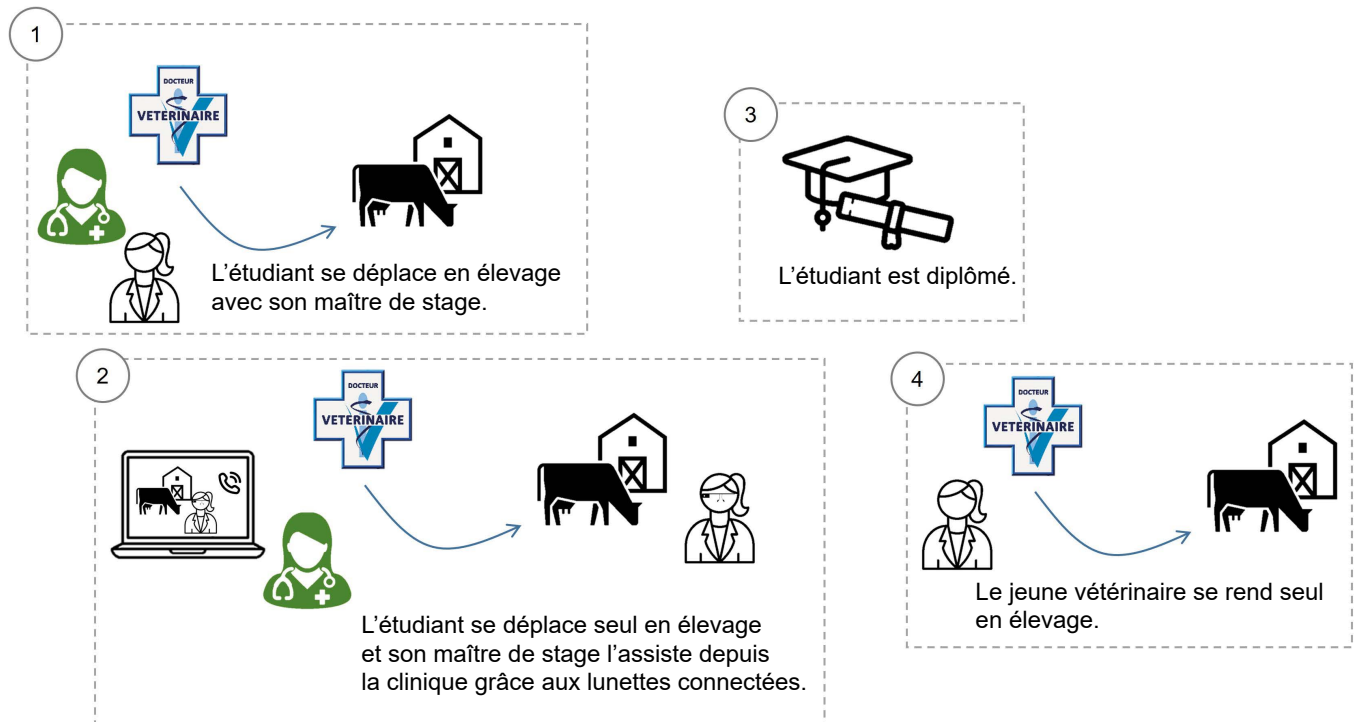 1
DOCTEUR
VETERINAIRE
L’étudiant se déplace en élevage
avec son maître de stage.
2
DOCTEUR
VETERINAIRE
L’étudiant se déplace seul en élevage
et son maître de stage l’assiste depuis
la clinique grâce aux lunettes connectées.
3
L’étudiant est diplômé.
4
DOCTEUR
VETERINAIRE
Le jeune vétérinaire se rend seul
en élevage.